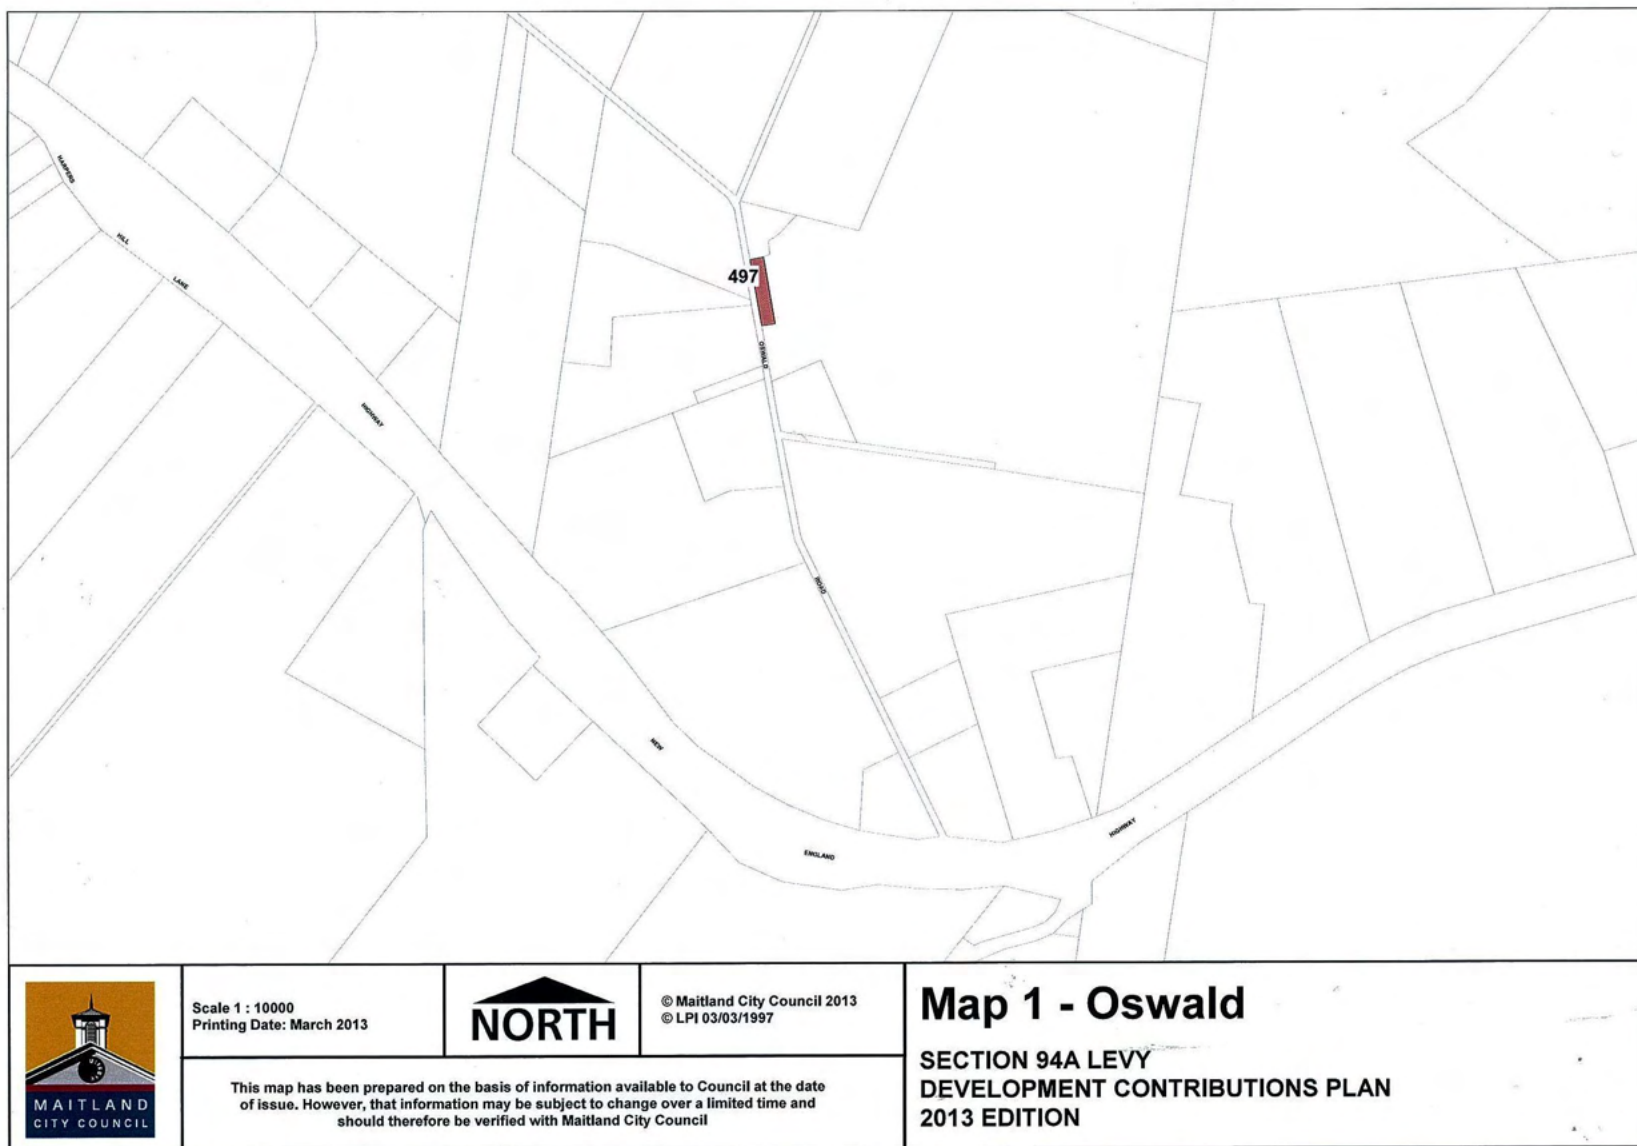 HARPERS
HILL
LANE
HIGHWAY
497
OSWALD
ROAD
NEW
ENGLAND
HIGHWAY
MAITLAND
CITY COUNCIL
Scale 1 : 10000
Printing Date: March 2013
NORTH
© Maitland City Council 2013
© LPI 03/03/1997
This map has been prepared on the basis of information available to Council at the date
of issue. However, that information may be subject to change over a limited time and
should therefore be verified with Maitland City Council
Map 1 - Oswald
SECTION 94A LEVY
DEVELOPMENT CONTRIBUTIONS PLAN
2013 EDITION